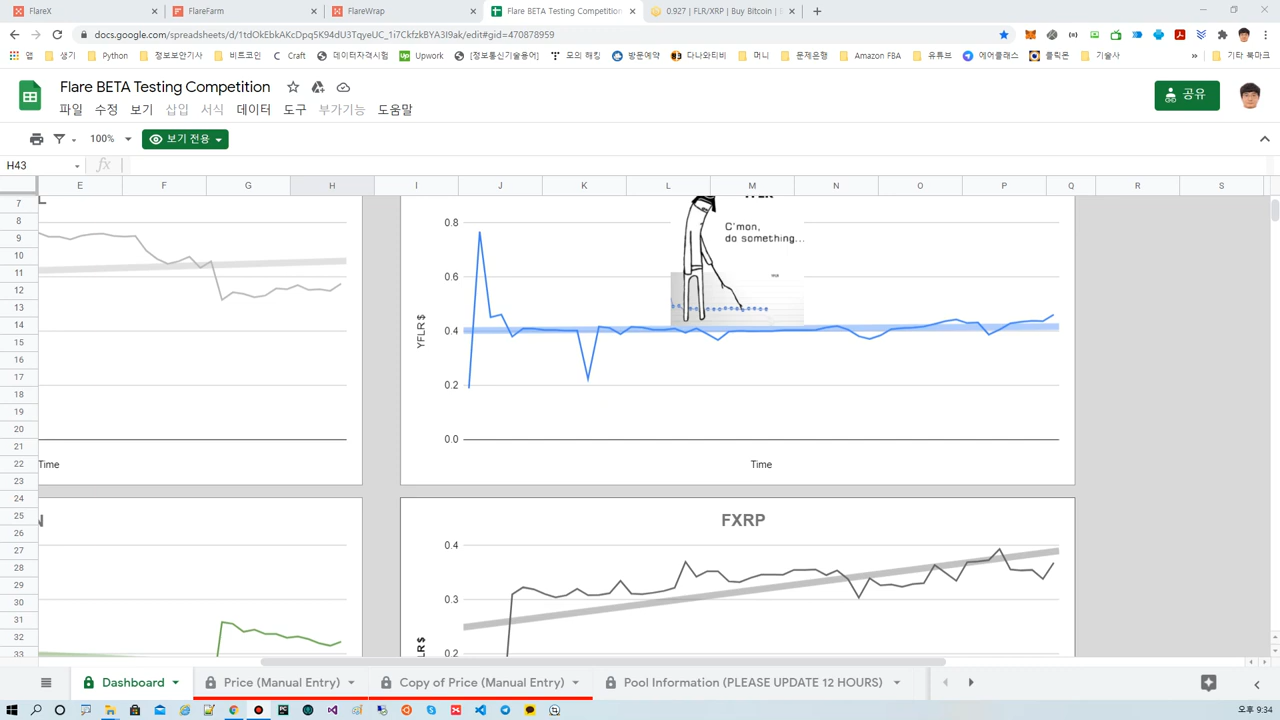 FlareX
FlareFarm
FlareWrap
Flare BETA Testing Competition
0.927 | FLR/XRP | Buy Bitcoin |
docs.google.com/spreadsheets/d/1tdOkEbkAKcDpq5K94dU3TqyeUC_1i7CkfzkBYA3I9ak/edit#gid=470878959
앱
생기
Python
정보보안기사
비트코인
Craft
데이터자격시험
Upwork
[정보통신기술용어]
모의 해킹
방문예약
다나와티비
머니
문제은행
Amazon FBA
유튜브
에어클래스
클릭몬
기술사
»
기타 북마크
Flare BETA Testing Competition
파일 수정 보기 삽입 서식 데이터 도구 부가기능 도움말
공유
100%
보기 전용
H43
fx
E F G H I J K L M N O P Q R S
7
8
9
10
11
12
13
14
15
16
17
18
19
20
21
22
23
24
25
26
27
28
29
30
31
32
33
L
Time
N
C'mon,
do something...
0.8
0.6
0.4
0.2
0.0
YFLR $
Time
FXRP
0.4
0.3
0.2
LR $
Dashboard
Price (Manual Entry)
Copy of Price (Manual Entry)
Pool Information (PLEASE UPDATE 12 HOURS)
오후 9:34